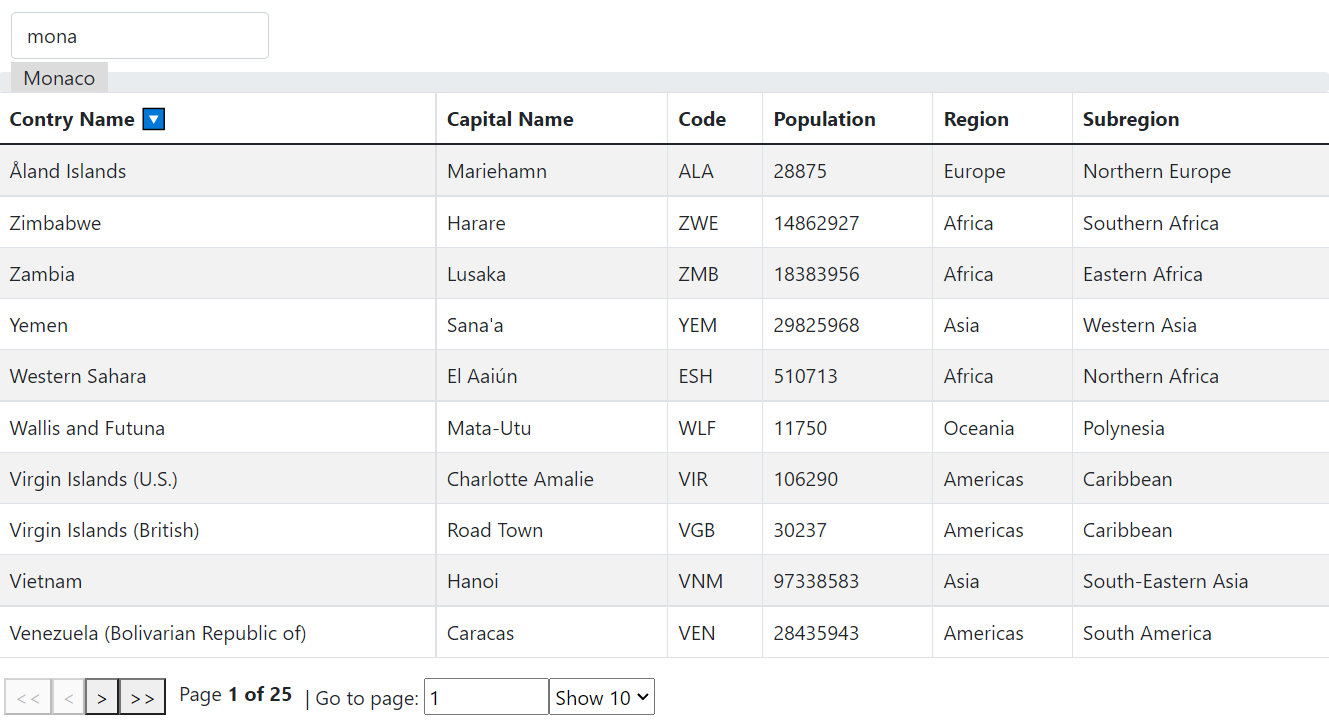 mona
Monaco
Contry Name ▼ Capital Name Code Population Region Subregion
Åland Islands Mariehamn ALA 28875 Europe Northern Europe
Zimbabwe Harare ZWE 14862927 Africa Southern Africa
Zambia Lusaka ZMB 18383956 Africa Eastern Africa
Yemen Sana'a YEM 29825968 Asia Western Asia
Western Sahara El Aaiún ESH 510713 Africa Northern Africa
Wallis and Futuna Mata-Utu WLF 11750 Oceania Polynesia
Virgin Islands (U.S.) Charlotte Amalie VIR 106290 Americas Caribbean
Virgin Islands (British) Road Town VGB 30237 Americas Caribbean
Vietnam Hanoi VNM 97338583 Asia South-Eastern Asia
Venezuela (Bolivarian Republic of) Caracas VEN 28435943 Americas South America
<< < > >> Page 1 of 25 | Go to page: 1 Show 10